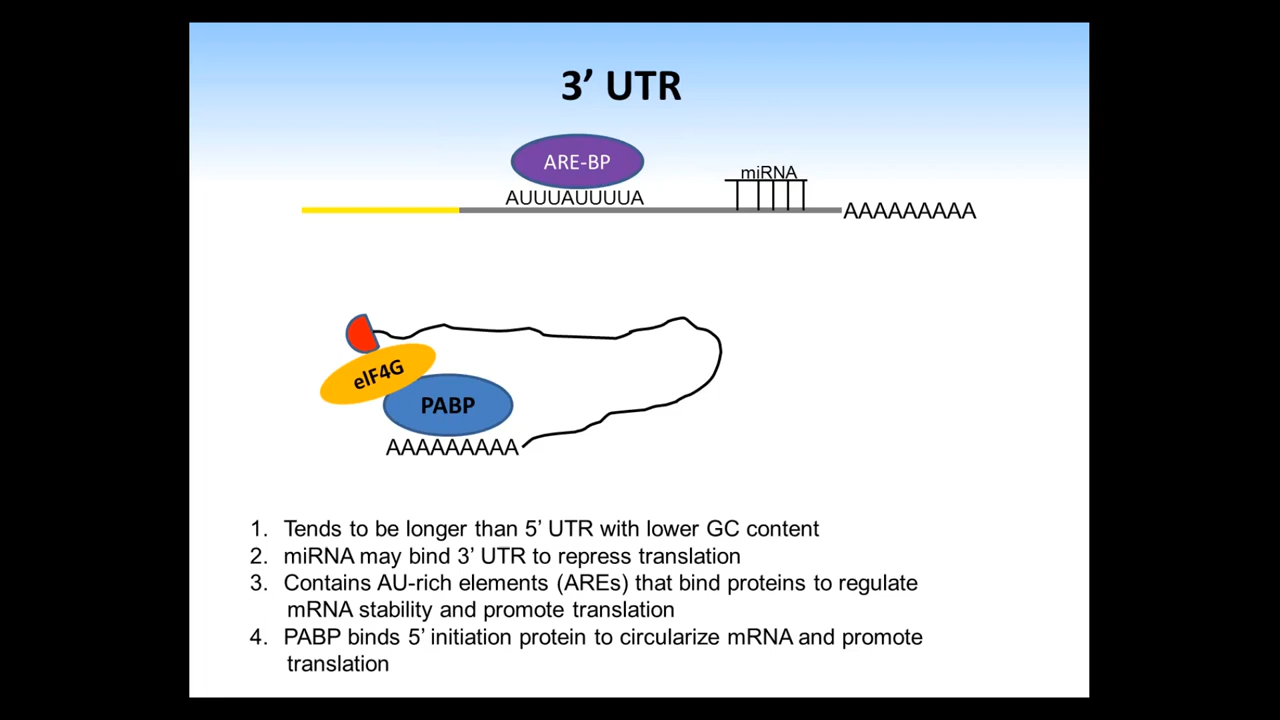 3’ UTR
ARE-BP
AUUUAUUUUA
miRNA
AAAAAAAAA
eIF4G
PABP
AAAAAAAAA
1. Tends to be longer than 5’ UTR with lower GC content
2. miRNA may bind 3’ UTR to repress translation
3. Contains AU-rich elements (AREs) that bind proteins to regulate
mRNA stability and promote translation
4. PABP binds 5’ initiation protein to circularize mRNA and promote
translation